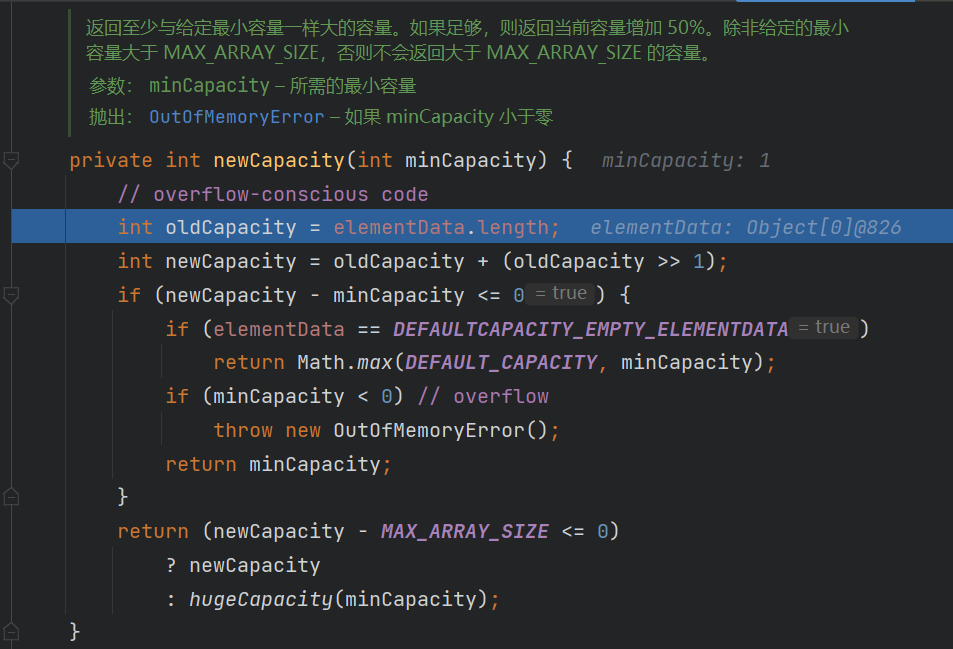 返回至少与给定最小容量一样大的容量。如果足够，则返回当前容量增加 50%。除非给定的最小
容量大于 MAX_ARRAY_SIZE，否则不会返回大于 MAX_ARRAY_SIZE 的容量。
参数： minCapacity – 所需的最小容量
抛出： OutOfMemoryError – 如果 minCapacity 小于零
private int newCapacity(int minCapacity) {  minCapacity: 1
// overflow-conscious code
int oldCapacity = elementData.length;  elementData: Object[0]@826
int newCapacity = oldCapacity + (oldCapacity >> 1);
if (newCapacity - minCapacity <= 0 = true ) {
if (elementData == DEFAULTCAPACITY_EMPTY_ELEMENTDATA = true )
return Math.max(DEFAULT_CAPACITY, minCapacity);
if (minCapacity < 0) // overflow
throw new OutOfMemoryError();
return minCapacity;
}
return (newCapacity - MAX_ARRAY_SIZE <= 0)
? newCapacity
: hugeCapacity(minCapacity);
}